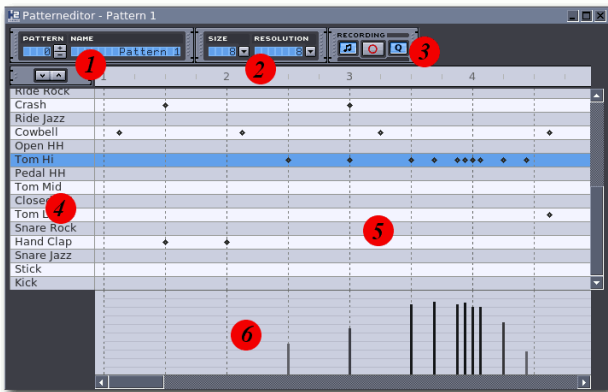 Patterneditor - Pattern 1
PATTERN NAME
0 Pattern 1
SIZE RESOLUTION
8 8
RECORDING
Q
1 2 3
1 2 3 4
Ride Rock
Crash
Ride Jazz
Cowbell
Open HH
Tom Hi
Pedal HH
Tom Mid
Closed
Tom
Snare Rock
Hand Clap
Snare Jazz
Stick
Kick
4
5
6